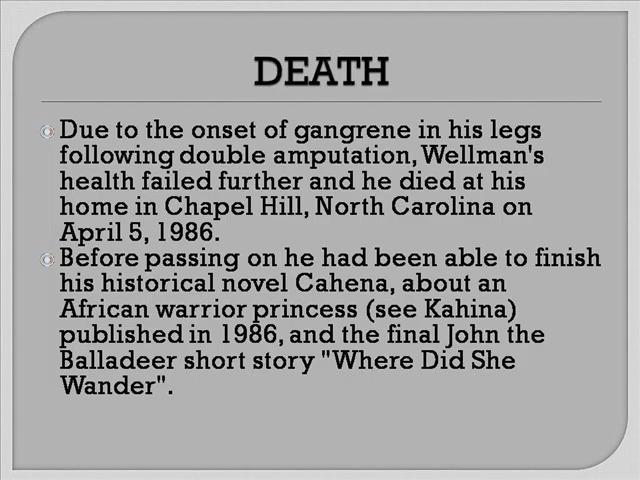 DEATH
Due to the onset of gangrene in his legs
following double amputation, Wellman's
health failed further and he died at his
home in Chapel Hill, North Carolina on
April 5, 1986.
Before passing on he had been able to finish
his historical novel Cahena, about an
African warrior princess (see Kahina)
published in 1986, and the final John the
Balladeer short story "Where Did She
Wander".